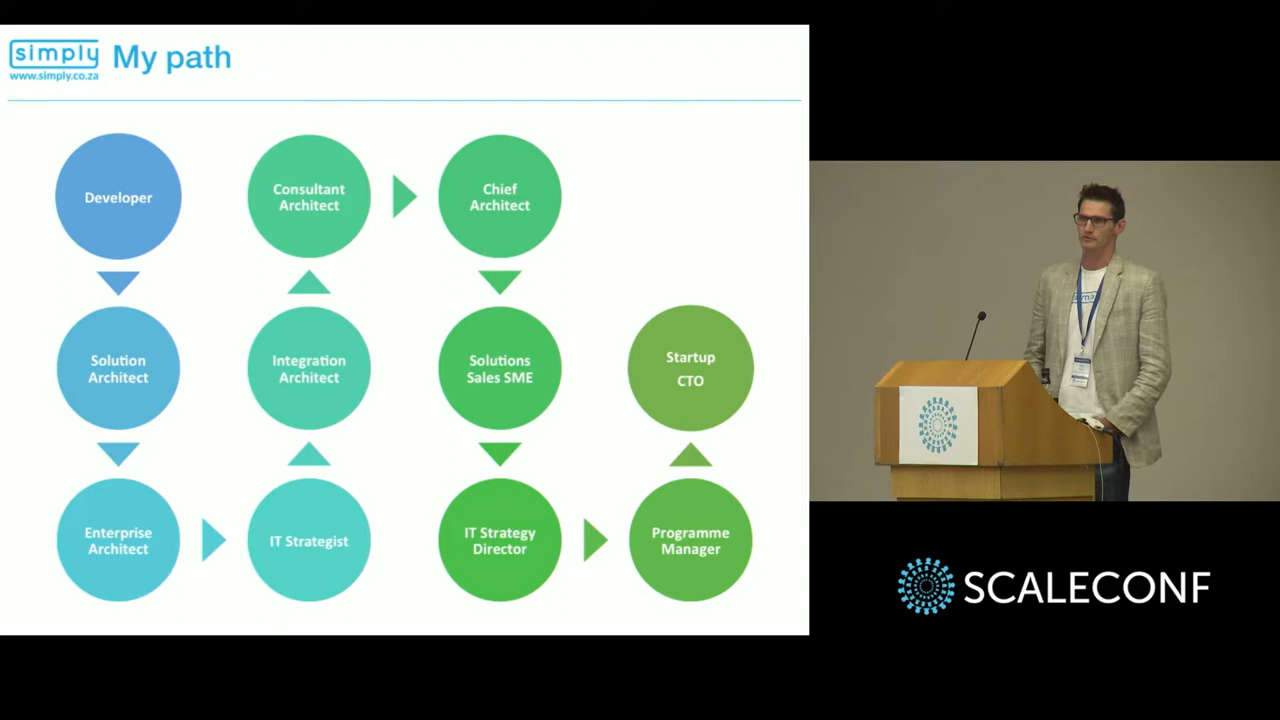 simply
www.simply.co.za
My path
Developer
Solution
Architect
Enterprise
Architect
IT Strategist
Integration
Architect
Consultant
Architect
Chief
Architect
Solutions
Sales SME
IT Strategy
Director
Programme
Manager
Startup
CTO
simply
SCALECONF